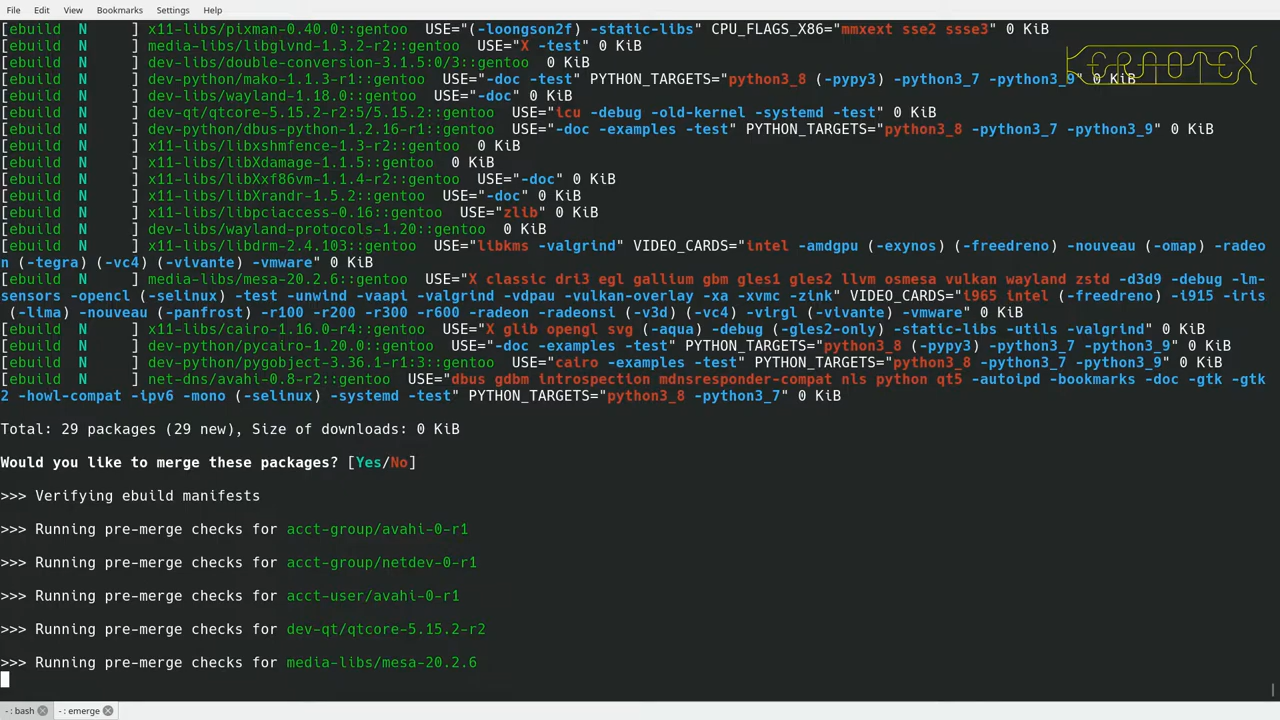 File Edit View Bookmarks Settings Help
[ebuild  N     ] x11-libs/pixman-0.40.0::gentoo  USE="(-loongson2f) -static-libs" CPU_FLAGS_X86="mmxext sse2 ssse3" 0 KiB
[ebuild  N     ] media-libs/libglvnd-1.3.2-r2::gentoo  USE="X -test" 0 KiB
[ebuild  N     ] dev-libs/double-conversion-3.1.5:0/3::gentoo  0 KiB
[ebuild  N     ] dev-python/mako-1.1.3-r1::gentoo  USE="-doc -test" PYTHON_TARGETS="python3_8 (-pypy3) -python3_7 -python3_9" 0 KiB
KERNOTEX
[ebuild  N     ] dev-libs/wayland-1.18.0::gentoo  USE="-doc" 0 KiB
[ebuild  N     ] dev-qt/qtcore-5.15.2-r2:5/5.15.2::gentoo  USE="icu -debug -old-kernel -systemd -test" 0 KiB
[ebuild  N     ] dev-python/dbus-python-1.2.16-r1::gentoo  USE="-doc -examples -test" PYTHON_TARGETS="python3_8 -python3_7 -python3_9" 0 KiB
[ebuild  N     ] x11-libs/libxshmfence-1.3-r2::gentoo  0 KiB
[ebuild  N     ] x11-libs/libXdamage-1.1.5::gentoo  0 KiB
[ebuild  N     ] x11-libs/libXxf86vm-1.1.4-r2::gentoo  USE="-doc" 0 KiB
[ebuild  N     ] x11-libs/libXrandr-1.5.2::gentoo  USE="-doc" 0 KiB
[ebuild  N     ] x11-libs/libpciaccess-0.16::gentoo  USE="zlib" 0 KiB
[ebuild  N     ] dev-libs/wayland-protocols-1.20::gentoo  0 KiB
[ebuild  N     ] x11-libs/libdrm-2.4.103::gentoo  USE="libkms -valgrind" VIDEO_CARDS="intel -amdgpu (-exynos) (-freedreno) -nouveau (-omap) -radeo
n (-tegra) (-vc4) (-vivante) -vmware" 0 KiB
[ebuild  N     ] media-libs/mesa-20.2.6::gentoo  USE="X classic dri3 egl gallium gbm gles1 gles2 llvm osmesa vulkan wayland zstd -d3d9 -debug -lm-
sensors -opencl (-selinux) -test -unwind -vaapi -valgrind -vdpau -vulkan-overlay -xa -xvmc -zink" VIDEO_CARDS="i965 intel (-freedreno) -i915 -iris
(-lima) -nouveau (-panfrost) -r100 -r200 -r300 -r600 -radeon -radeonsi (-v3d) (-vc4) -virgl (-vivante) -vmware" 0 KiB
[ebuild  N     ] x11-libs/cairo-1.16.0-r4::gentoo  USE="X glib opengl svg (-aqua) -debug (-gles2-only) -static-libs -utils -valgrind" 0 KiB
[ebuild  N     ] dev-python/pycairo-1.20.0::gentoo  USE="-doc -examples -test" PYTHON_TARGETS="python3_8 (-pypy3) -python3_7 -python3_9" 0 KiB
[ebuild  N     ] dev-python/pygobject-3.36.1-r1:3::gentoo  USE="cairo -examples -test" PYTHON_TARGETS="python3_8 -python3_7 -python3_9" 0 KiB
[ebuild  N     ] net-dns/avahi-0.8-r2::gentoo  USE="dbus gdbm introspection mdnsresponder-compat nls python qt5 -autoipd -bookmarks -doc -gtk -gtk
2 -howl-compat -ipv6 -mono (-selinux) -systemd -test" PYTHON_TARGETS="python3_8 -python3_7" 0 KiB
Total: 29 packages (29 new), Size of downloads: 0 KiB
Would you like to merge these packages? [Yes/No]
>>> Verifying ebuild manifests
>>> Running pre-merge checks for acct-group/avahi-0-r1
>>> Running pre-merge checks for acct-group/netdev-0-r1
>>> Running pre-merge checks for acct-user/avahi-0-r1
>>> Running pre-merge checks for dev-qt/qtcore-5.15.2-r2
>>> Running pre-merge checks for media-libs/mesa-20.2.6
- : bash - : emerge